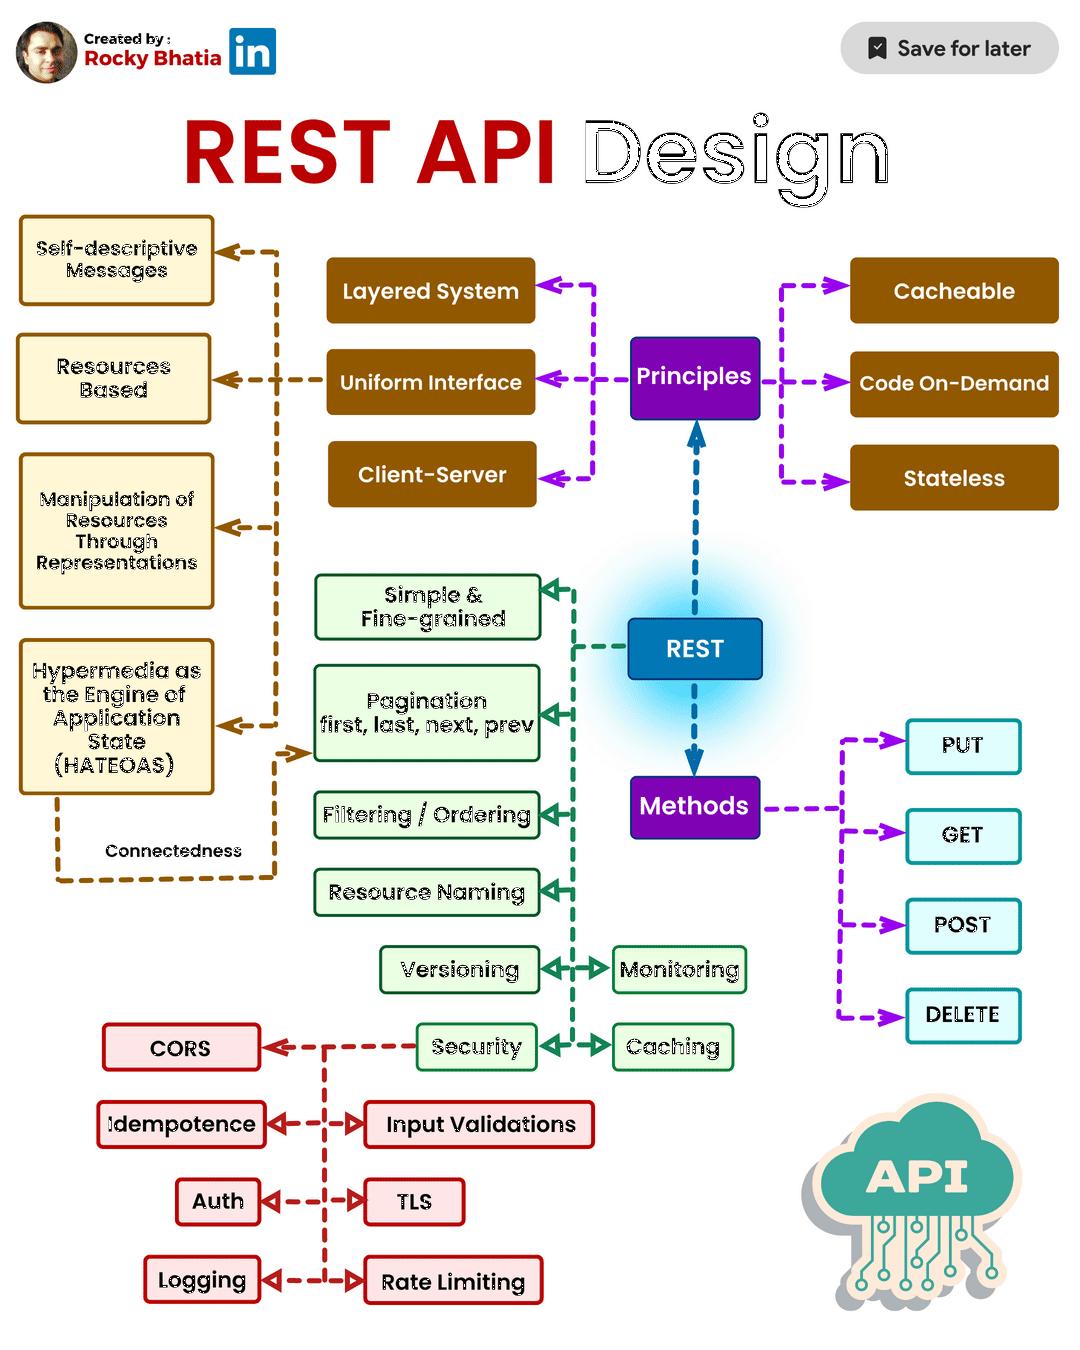 Created by :
Rocky Bhatia
in
Save for later
REST API Design
Self-descriptive
Messages
Resources
Based
Manipulation of
Resources
Through
Representations
Hypermedia as
the Engine of
Application
State
(HATEOAS)
Connectedness
Layered System
Uniform Interface
Client-Server
Principles
Cacheable
Code On-Demand
Stateless
REST
Simple &
Fine-grained
Pagination
first, last, next, prev
Filtering / Ordering
Resource Naming
Versioning
Monitoring
Security
Caching
Methods
PUT
GET
POST
DELETE
CORS
Idempotence
Input Validations
Auth
TLS
Logging
Rate Limiting
API